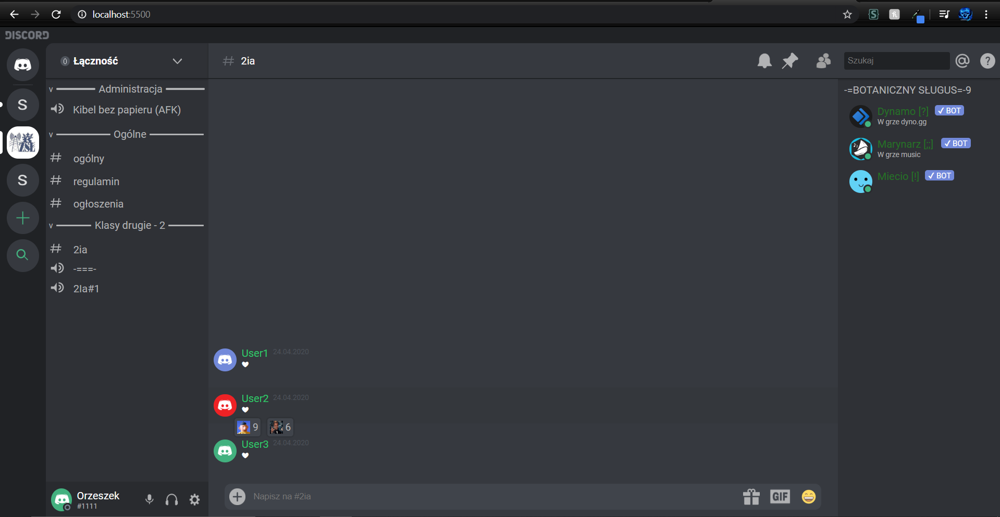 localhost:5500
DISCORD
Łączność
2ia
Szukaj
Administracja
Kibel bez papieru (AFK)
Ogólne
# ogólny
# regulamin
# ogłoszenia
Klasy drugie - 2
# 2ia
-===-
2Ia#1
S
S
User1 24.04.2020
User2 24.04.2020
9 6
User3 24.04.2020
Napisz na #2ia
GIF
Orzeszek
#1111
-=BOTANICZNY SŁUGUS=-9
Dynamo [?] ✓ BOT
W grze dyno.gg
Marynarz [;;] ✓ BOT
W grze music
Miecio [!] ✓ BOT